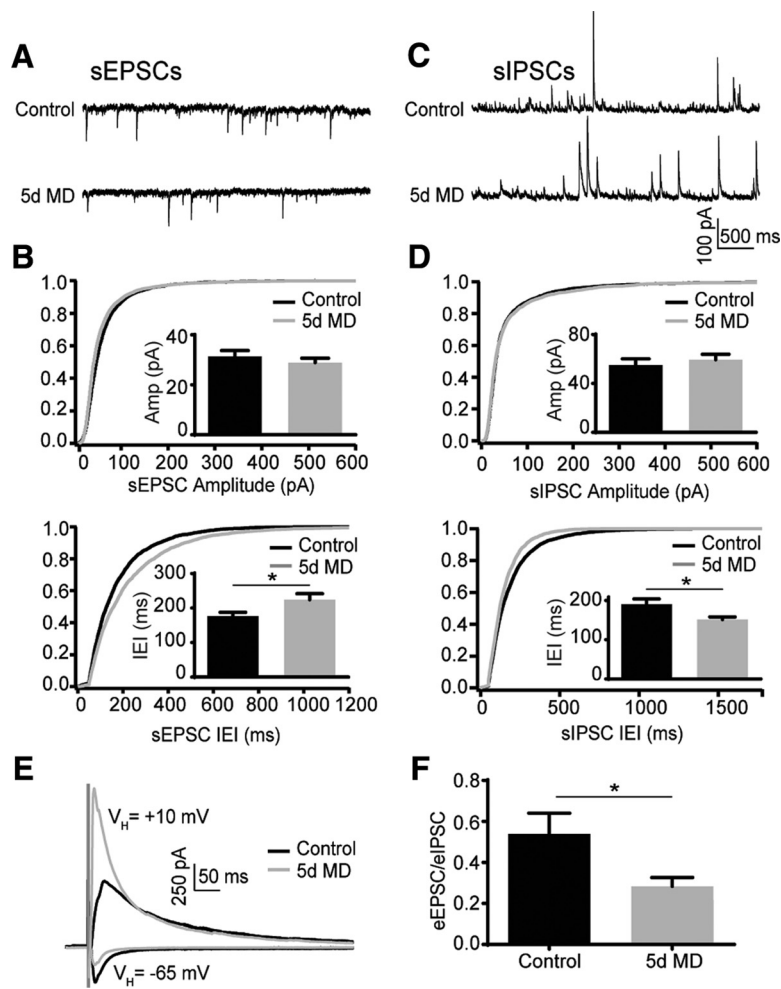 A
sEPSCs
Control
5d MD
C
sIPSCs
Control
5d MD
100 pA
500 ms
B
1.0
0.8
0.6
0.4
0.2
0.0
Control
5d MD
Amp (pA)
40
20
0
0 100 200 300 400 500 600
sEPSC Amplitude (pA)
D
1.0
0.8
0.6
0.4
0.2
0.0
Control
5d MD
Amp (pA)
80
40
0
0 100 200 300 400 500 600
sIPSC Amplitude (pA)
1.0
0.8
0.6
0.4
0.2
0.0
Control
5d MD
IEI (ms)
300
200
100
0
*
0 200 400 600 800 1000 1200
sEPSC IEI (ms)
1.0
0.8
0.6
0.4
0.2
0.0
Control
5d MD
IEI (ms)
200
100
0
*
0 500 1000 1500
sIPSC IEI (ms)
E
VH= +10 mV
250 pA
50 ms
Control
5d MD
VH= -65 mV
F
eEPSC/eIPSC
0.8
0.6
0.4
0.2
0.0
*
Control 5d MD